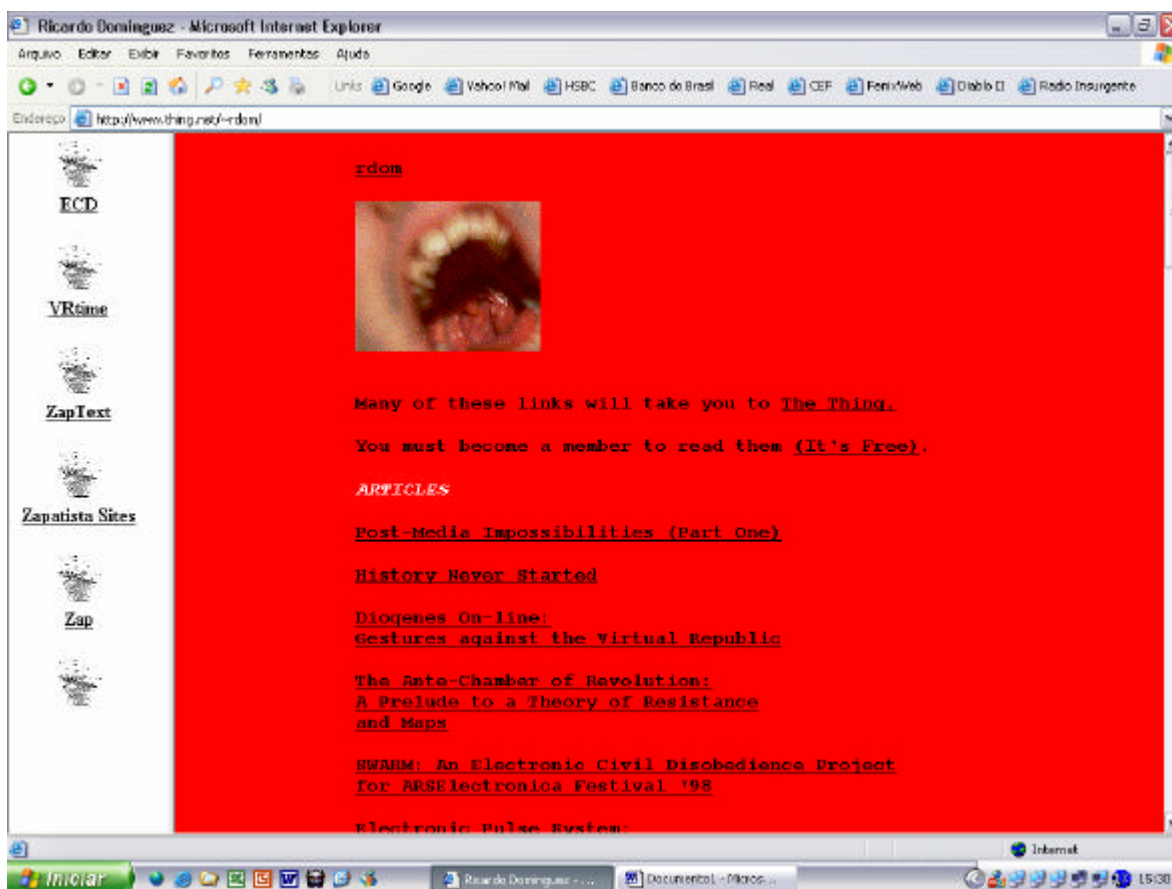 Ricardo Dominguez - Microsoft Internet Explorer
Arquivo Editar Exibir Favoritos Ferramentas Ajuda
Links Google Yahoo! Mail HSBC Banco do Brasil Real CEF FenixWeb Diablo II Radio Insurgente
Endereço http://www.thing.net/~rdom/
ECD
VRtime
ZapText
Zapatista Sites
Zap
rdom
Many of these links will take you to The Thing.
You must become a member to read them (It's Free).
ARTICLES
Post-Media Impossibilities (Part One)
History Never Started
Diogenes On-line:
Gestures against the Virtual Republic
The Ante-Chamber of Revolution:
A Prelude to a Theory of Resistance
and Maps
SWARM: An Electronic Civil Disobedience Project
for ARSElectronica Festival '98
Electronic Pulse System:
Internet
Iniciar Ricardo Dominguez - ... Documento1 - Micros... 15:30